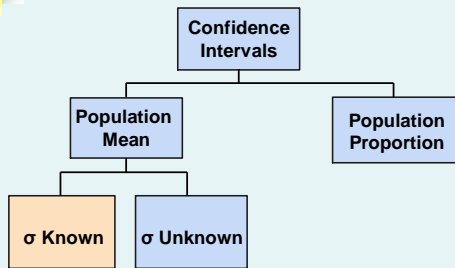 Confidence
Intervals
Population
Mean
Population
Proportion
σ Known
σ Unknown